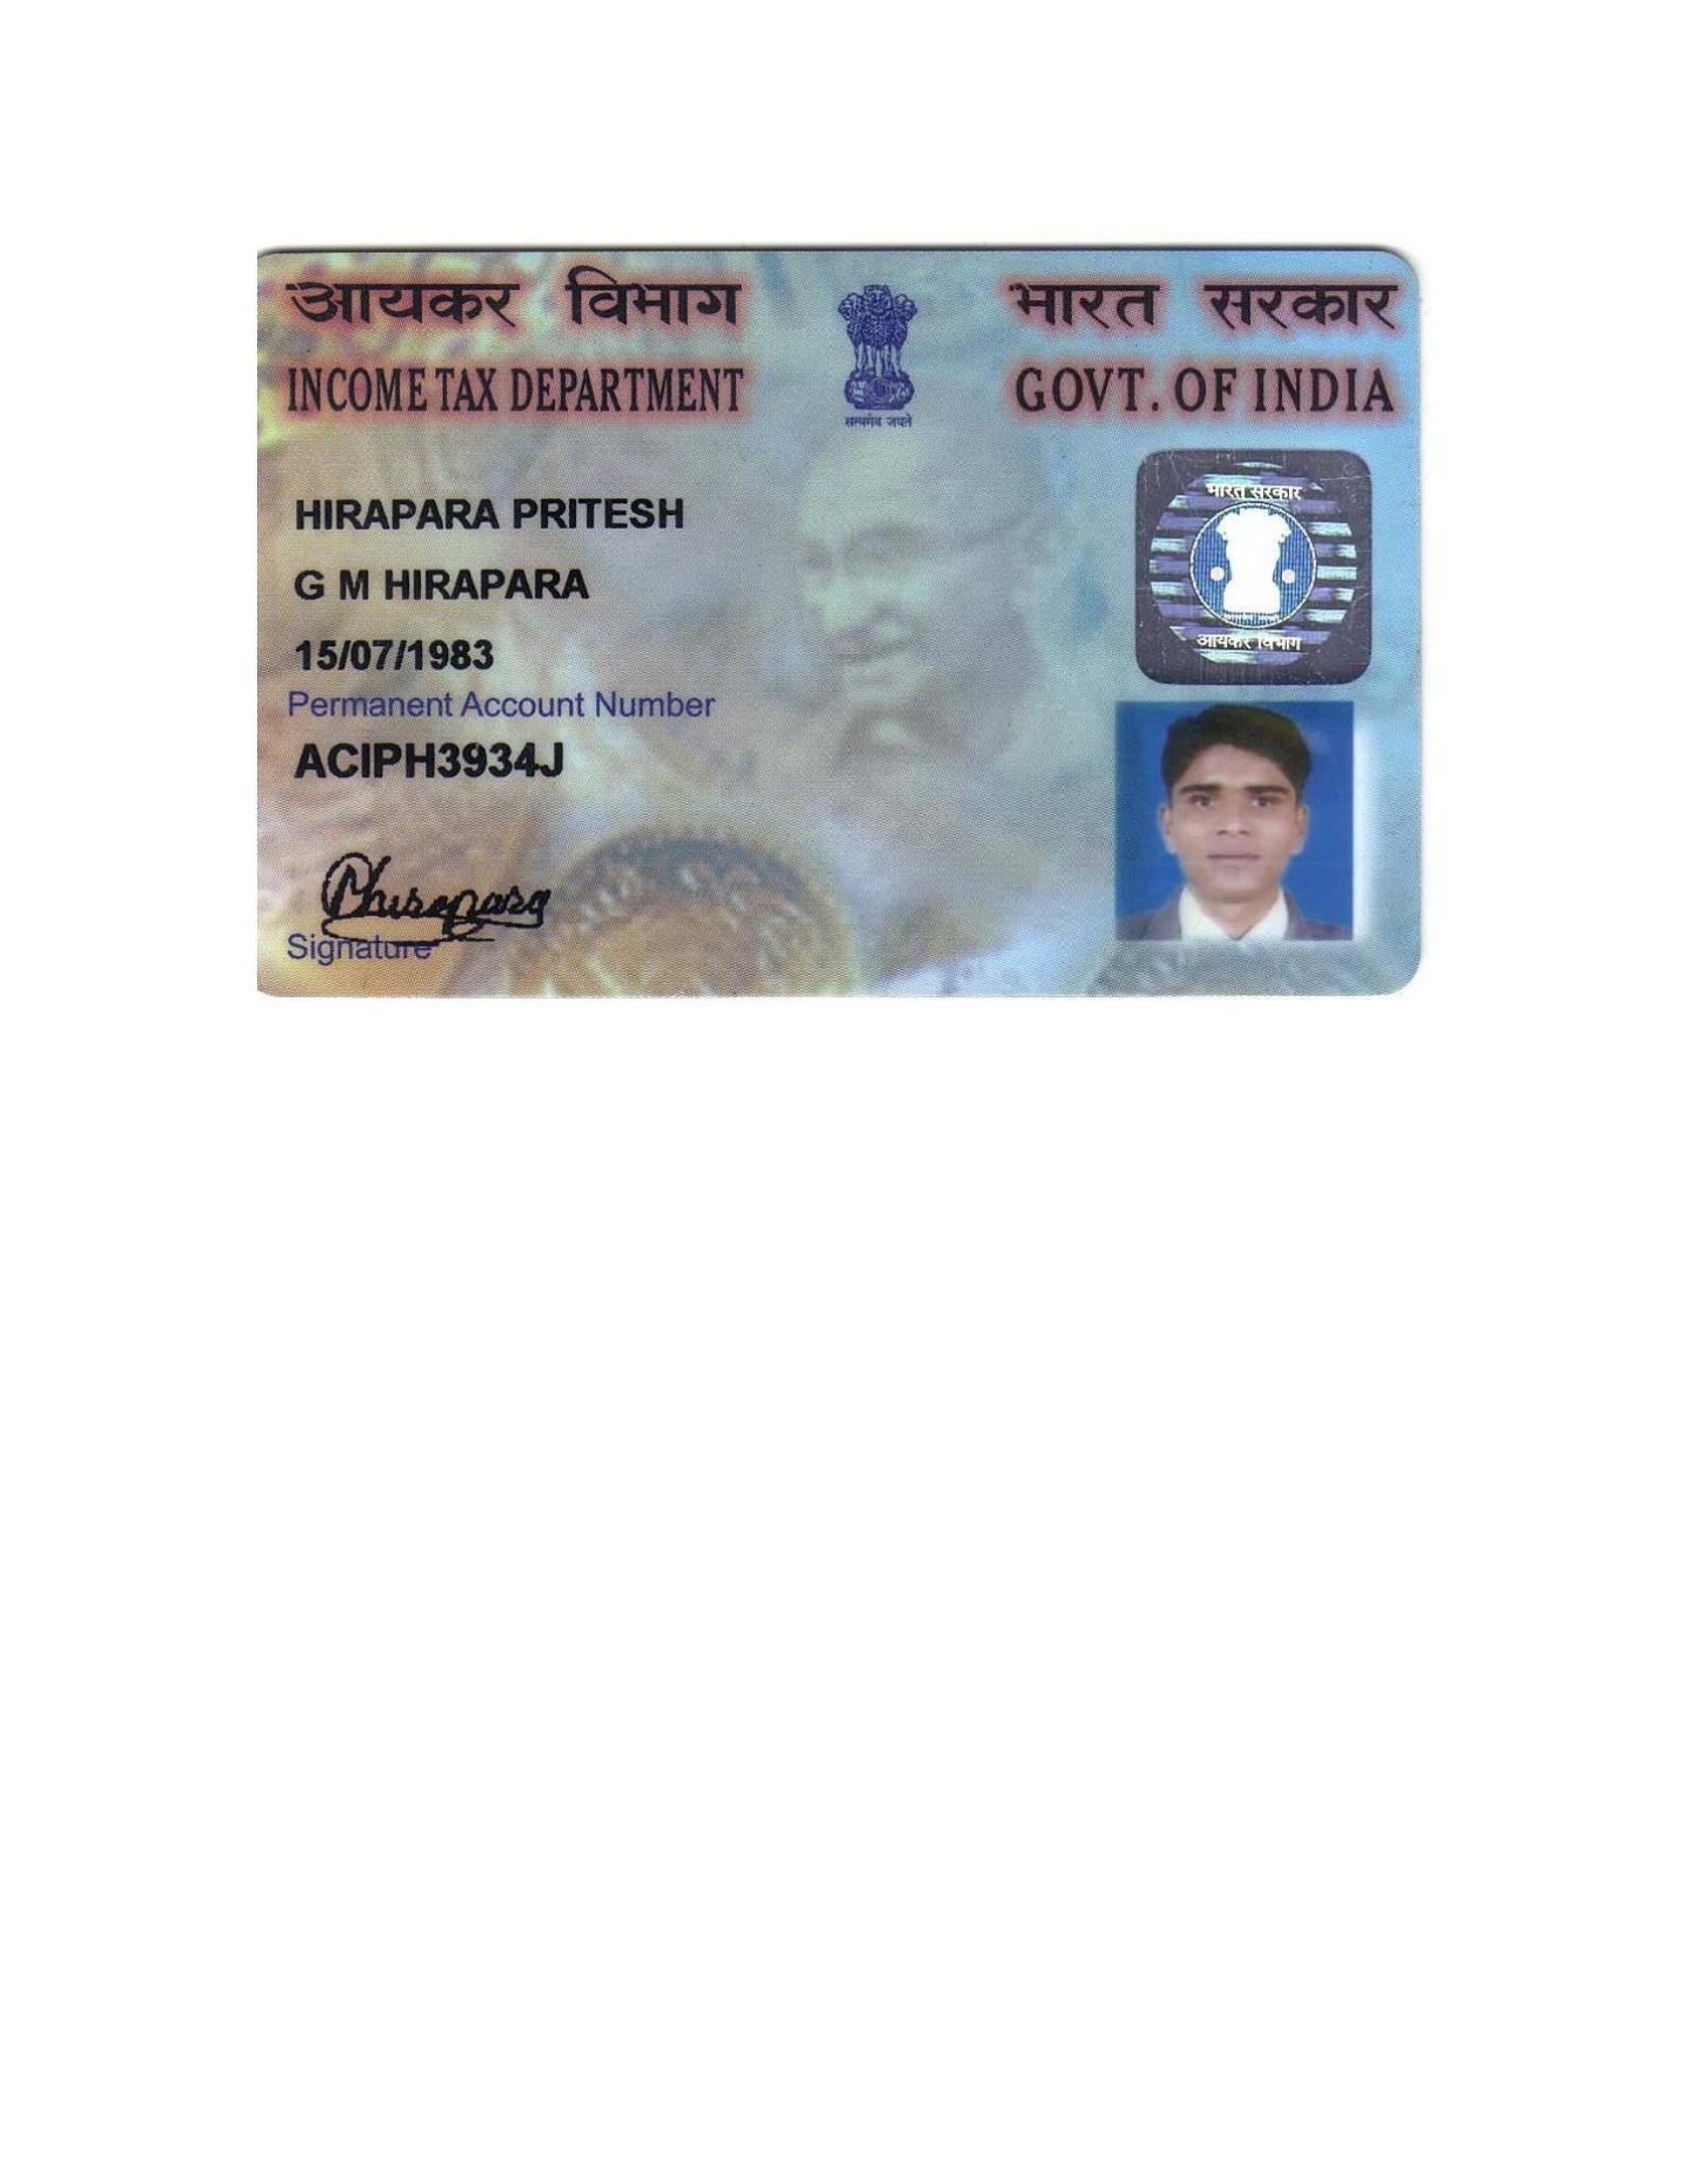 आयकर विभाग
भारत सरकार
INCOME TAX DEPARTMENT
GOVT. OF INDIA
सत्यमेव जयते
HIRAPARA PRITESH
G M HIRAPARA
15/07/1983
Permanent Account Number
ACIPH3934J
Phirapara
Signature
भारत सरकार
आयकर विभाग